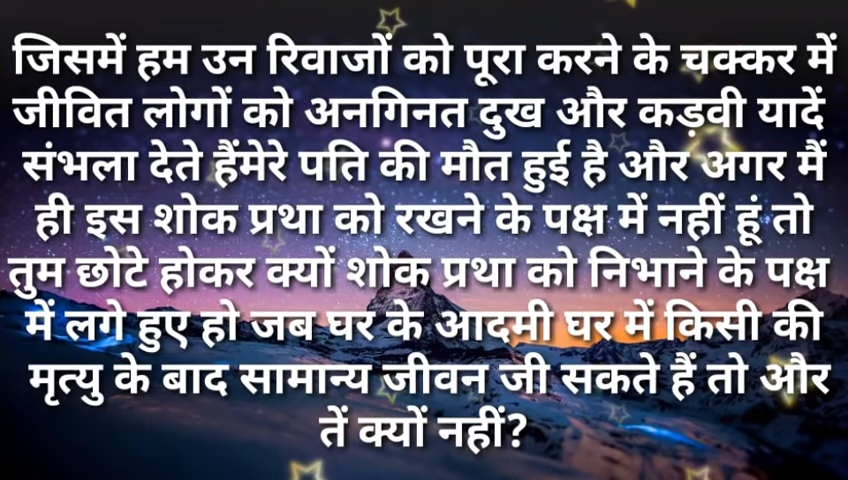 जिसमें हम उन रिवाजों को पूरा करने के चक्कर में
जीवित लोगों को अनगिनत दुख और कड़वी यादें
संभला देते हैंमेरे पति की मौत हुई है और अगर मैं
ही इस शोक प्रथा को रखने के पक्ष में नहीं हूं तो
तुम छोटे होकर क्यों शोक प्रथा को निभाने के पक्ष
में लगे हुए हो जब घर के आदमी घर में किसी की
मृत्यु के बाद सामान्य जीवन जी सकते हैं तो और
तें क्यों नहीं?